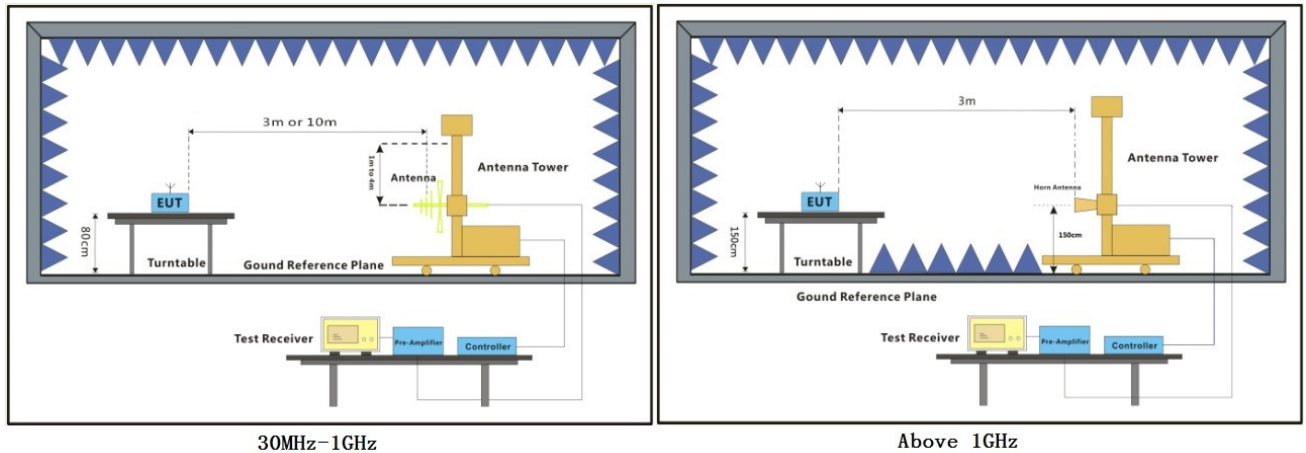 3m or 10m
1m to 4m
Antenna
Antenna Tower
EUT
80cm
Turntable
Gound Reference Plane
Test Receiver
Pre-Amplifier
Controller
30MHz-1GHz
3m
Antenna Tower
Horn Antenna
EUT
150cm
150cm
Turntable
Gound Reference Plane
Test Receiver
Pre-Amplifier
Controller
Above 1GHz